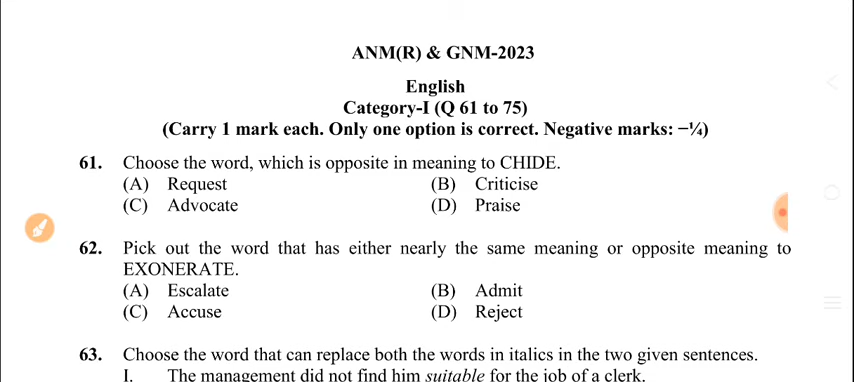 ANM(R) & GNM-2023
English
Category-I (Q 61 to 75)
(Carry 1 mark each. Only one option is correct. Negative marks: −¼)
61. Choose the word, which is opposite in meaning to CHIDE.
(A) Request (B) Criticise
(C) Advocate (D) Praise
62. Pick out the word that has either nearly the same meaning or opposite meaning to
EXONERATE.
(A) Escalate (B) Admit
(C) Accuse (D) Reject
63. Choose the word that can replace both the words in italics in the two given sentences.
I. The management did not find him suitable for the job of a clerk.